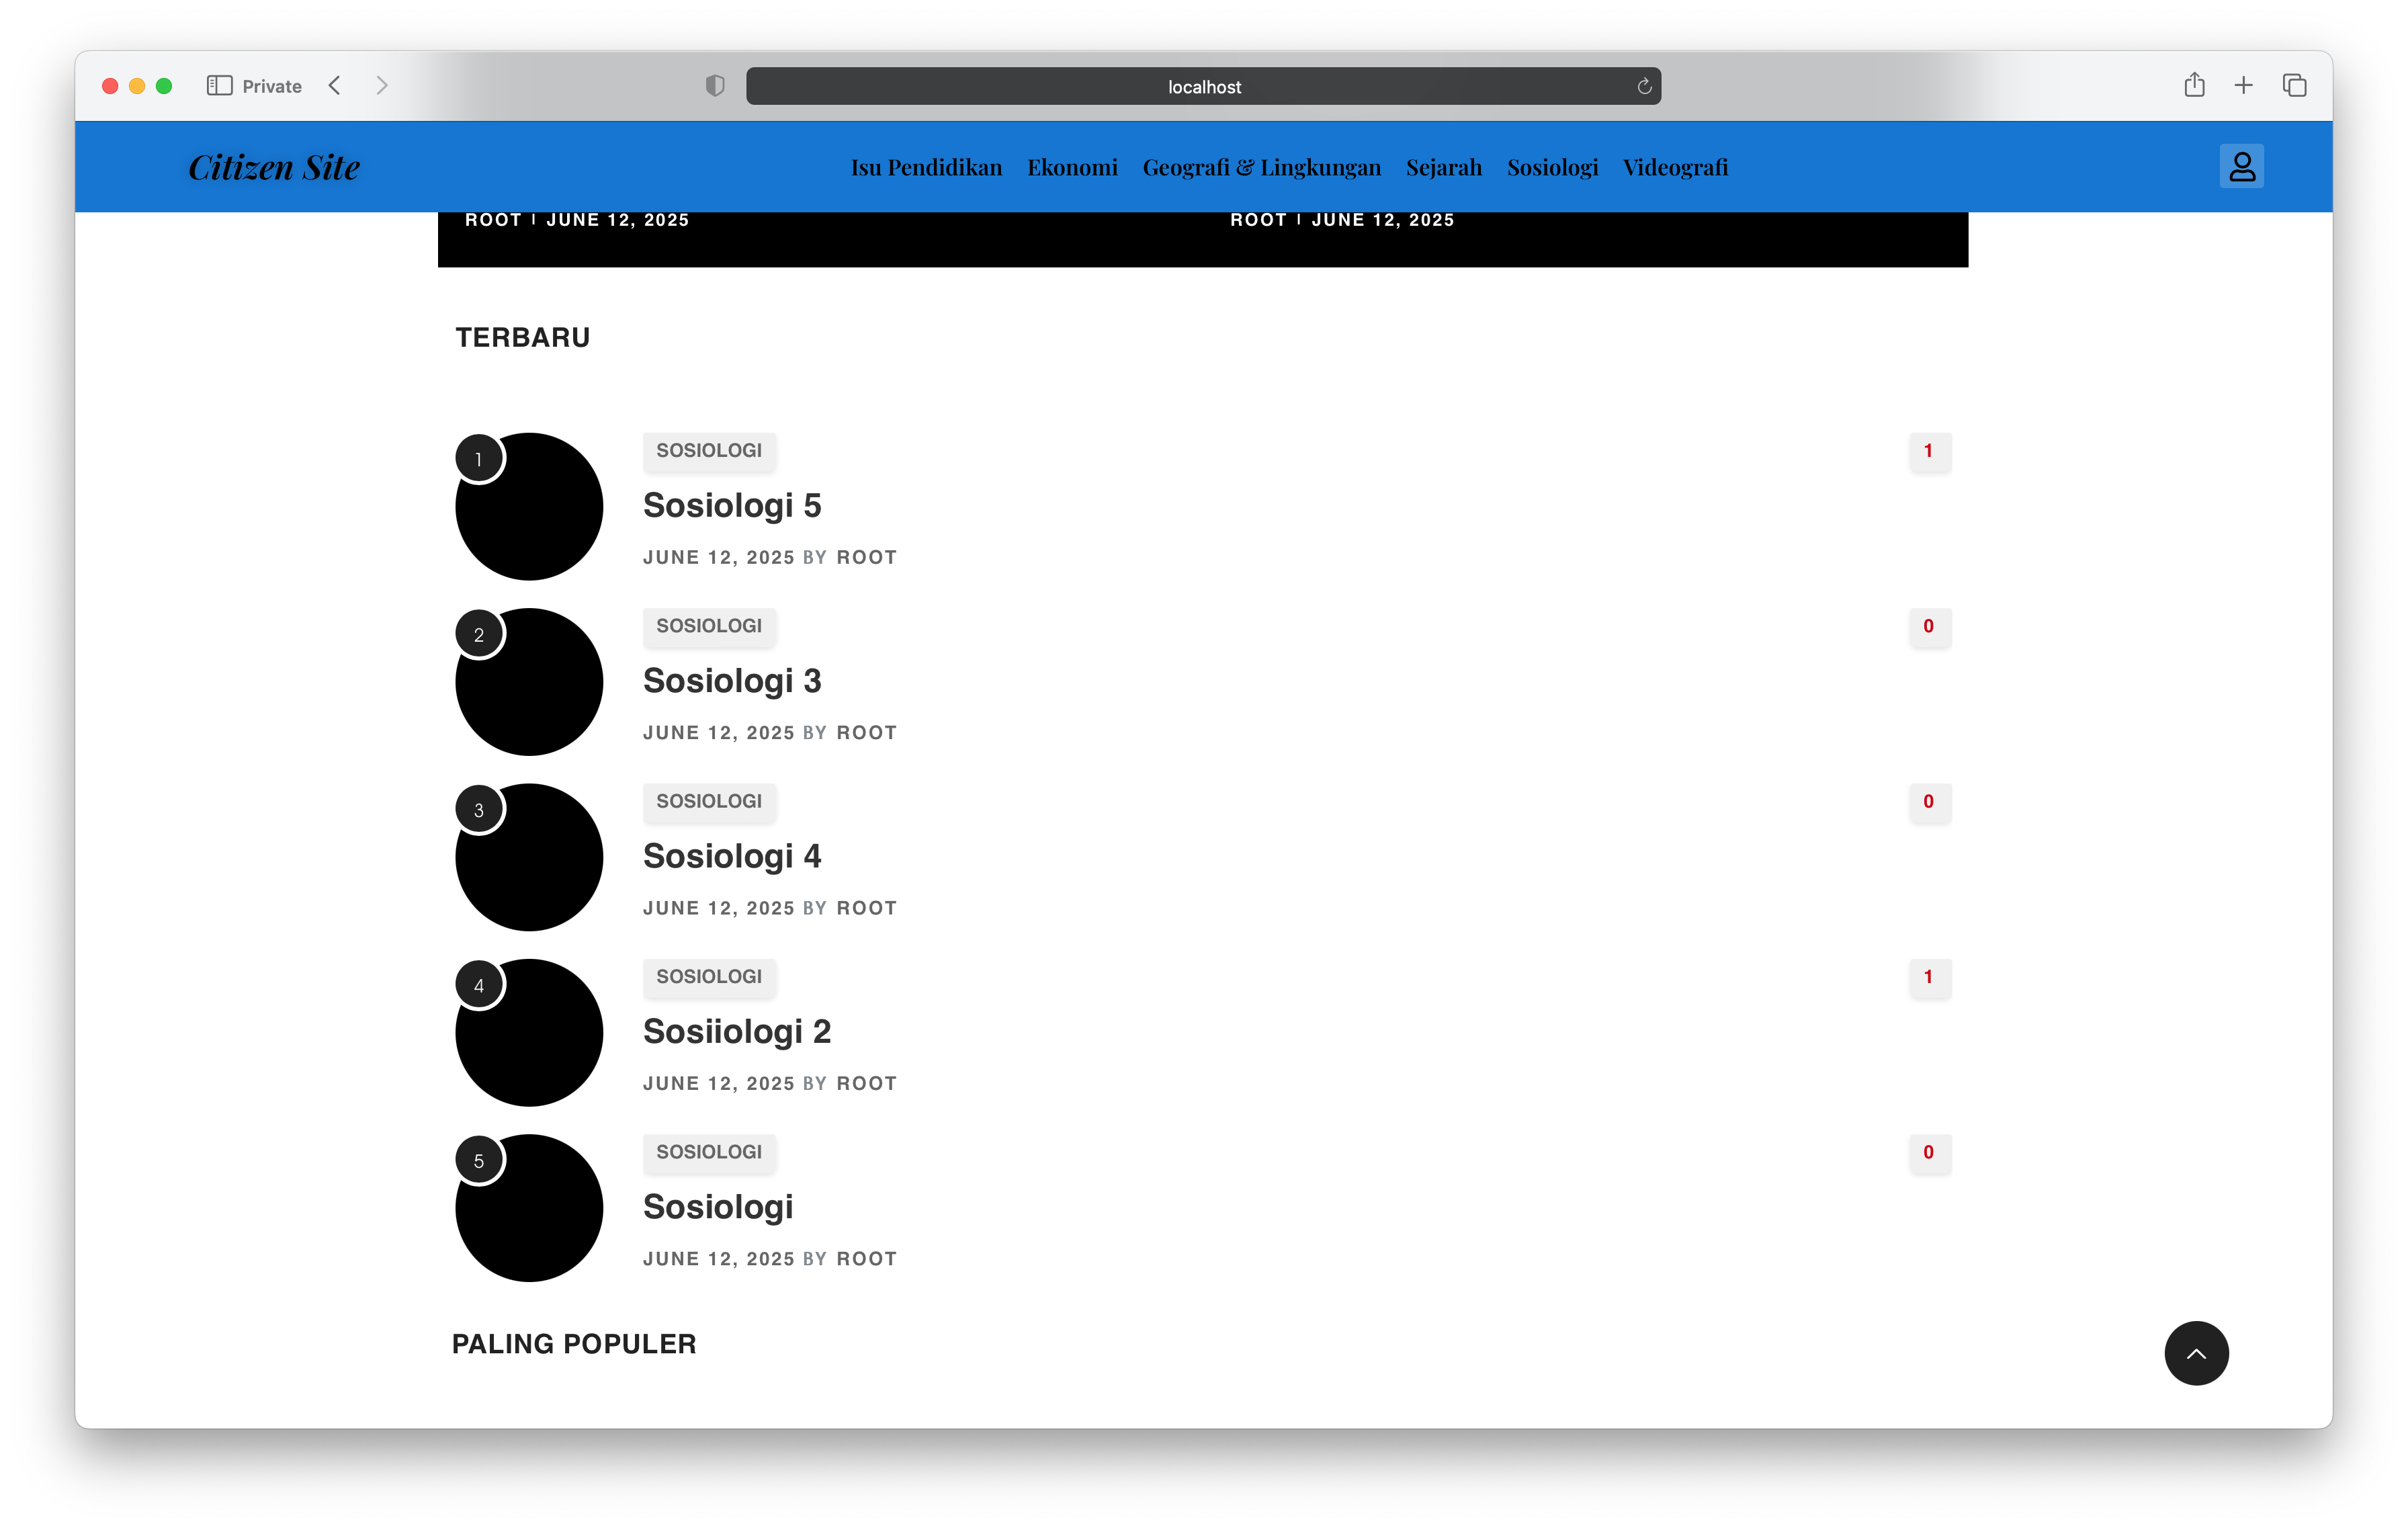 Private
localhost
Citizen Site
Isu Pendidikan Ekonomi Geografi & Lingkungan Sejarah Sosiologi Videografi
ROOT | JUNE 12, 2025
ROOT | JUNE 12, 2025
TERBARU
1
SOSIOLOGI
1
Sosiologi 5
JUNE 12, 2025 BY ROOT
2
SOSIOLOGI
0
Sosiologi 3
JUNE 12, 2025 BY ROOT
3
SOSIOLOGI
0
Sosiologi 4
JUNE 12, 2025 BY ROOT
4
SOSIOLOGI
1
Sosiiologi 2
JUNE 12, 2025 BY ROOT
5
SOSIOLOGI
0
Sosiologi
JUNE 12, 2025 BY ROOT
PALING POPULER